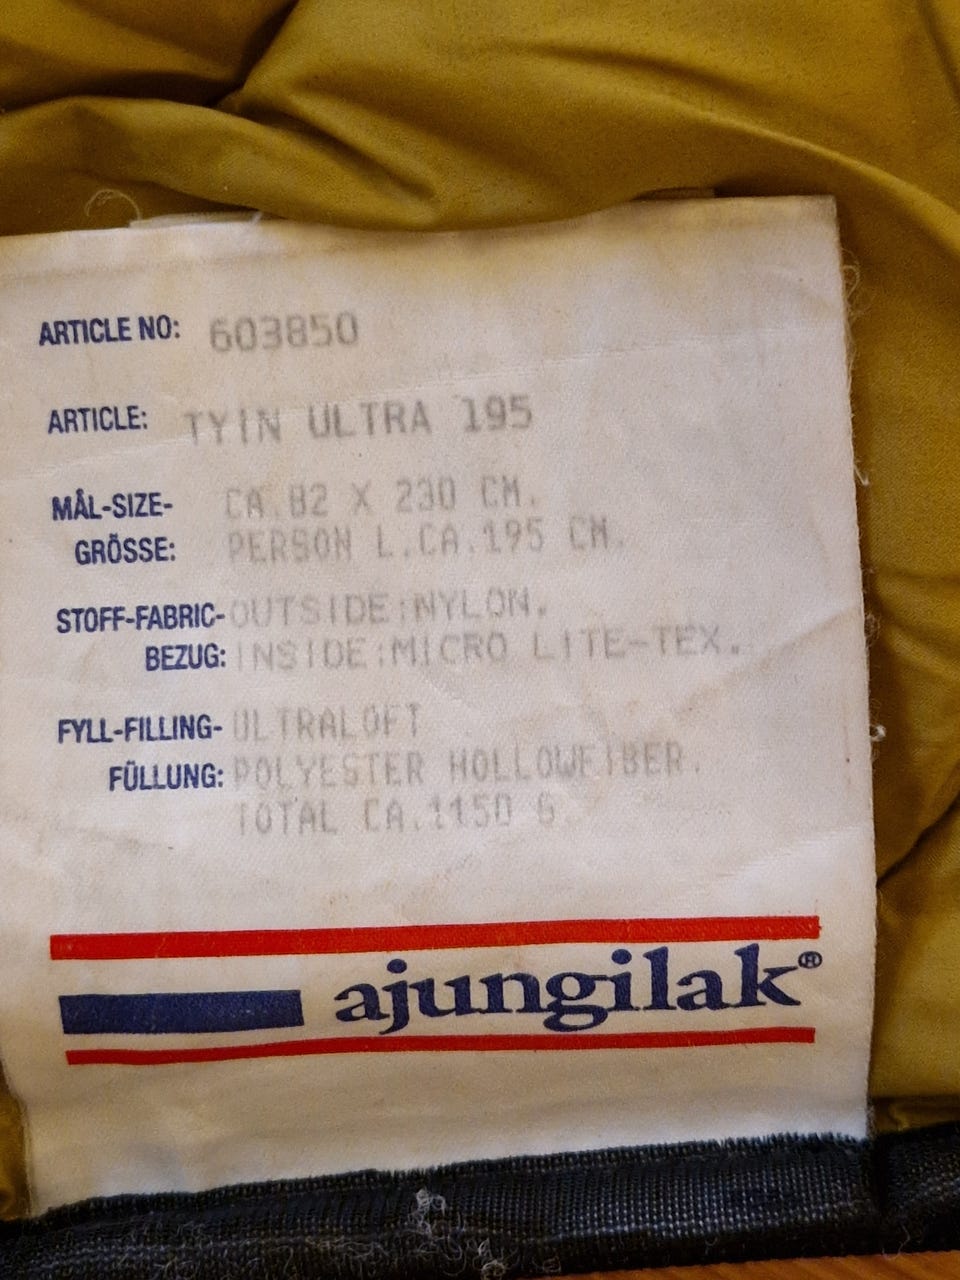 ARTICLE NO: 603850
ARTICLE: TYIN ULTRA 195
MÅL-SIZE- CA.82 X 230 CM.
GRÖSSE: PERSON L.CA.195 CM.
STOFF-FABRIC- OUTSIDE:NYLON.
BEZUG: INSIDE:MICRO LITE-TEX.
FYLL-FILLING- ULTRALOFT
FÜLLUNG: POLYESTER HOLLOWFIBER.
TOTAL CA.1150 G
ajungilak®